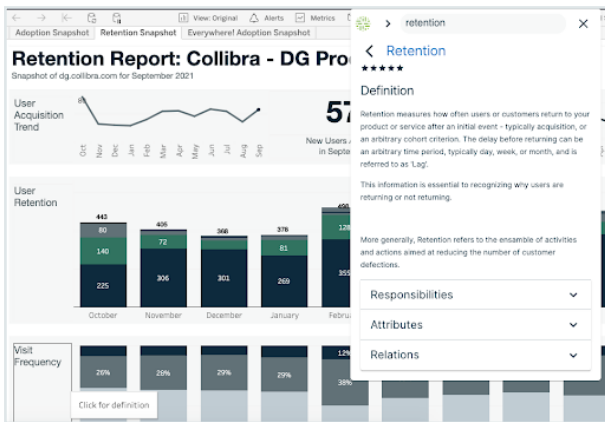 View: Original
Alerts
Metrics
Adoption Snapshot
Retention Snapshot
Everywhere! Adoption Snapshot
Retention Report: Collibra - DG Pro
Snapshot of dg.collibra.com for September 2021
User
Acquisition
Trend
Oct
Nov
Dec
Jan
Feb
Mar
Apr
May
Jun
Jul
Aug
Sep
57
New Users
in Septe
User
Retention
443
80
140
225
October
405
72
306
November
368
301
December
378
81
269
January
498
128
355
Februa
Visit
Frequency
26%
28%
29%
29%
12%
38%
Click for definition
retention
Retention
★★★★★
Definition
Retention measures how often users or customers return to your
product or service after an initial event - typically acquisition, or
an arbitrary cohort criterion. The delay before returning can be
an arbitrary time period, typically day, week, or month, and is
referred to as 'Lag'.
This information is essential to recognizing why users are
returning or not returning.
More generally, Retention refers to the ensamble of activities
and actions aimed at reducing the number of customer
defections.
Responsibilities
Attributes
Relations